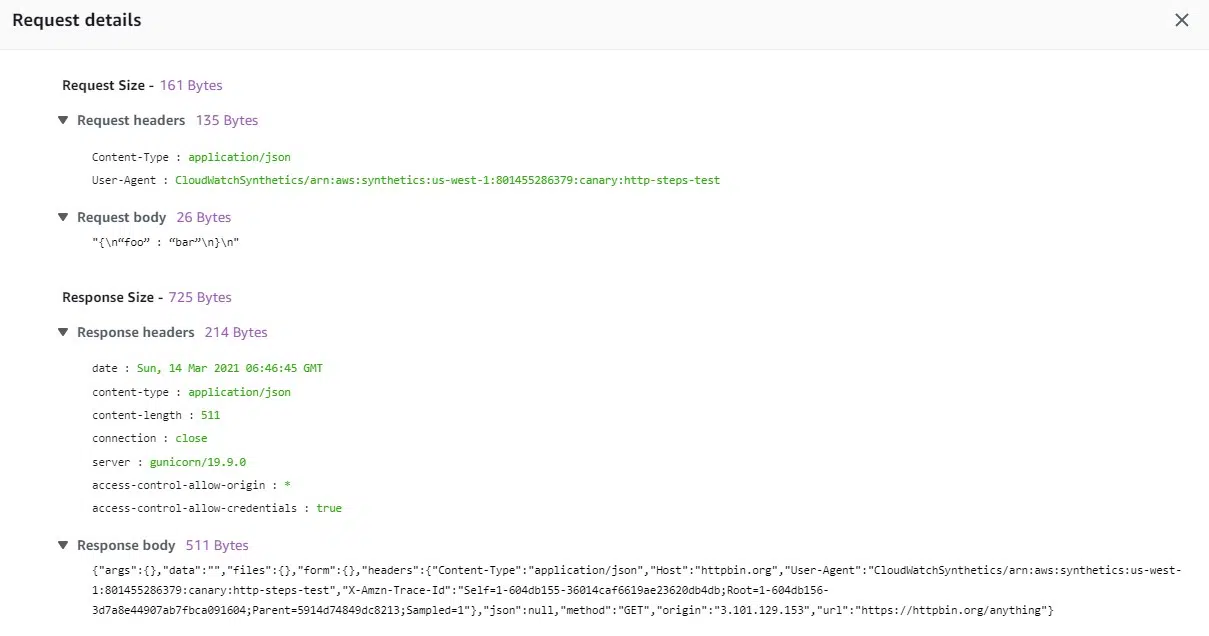 Request details
Request Size - 161 Bytes
Request headers 135 Bytes
Content-Type : application/json
User-Agent : CloudWatchSynthetics/arn:aws:synthetics:us-west-1:801455286379:canary:http-steps-test
Request body 26 Bytes
"{\n“foo” : “bar”\n}\n"
Response Size - 725 Bytes
Response headers 214 Bytes
date : Sun, 14 Mar 2021 06:46:45 GMT
content-type : application/json
content-length : 511
connection : close
server : gunicorn/19.9.0
access-control-allow-origin : *
access-control-allow-credentials : true
Response body 511 Bytes
{"args":{},"data":"","files":{},"form":{},"headers":{"Content-Type":"application/json","Host":"httpbin.org","User-Agent":"CloudWatchSynthetics/arn:aws:synthetics:us-west-
1:801455286379:canary:http-steps-test","X-Amzn-Trace-Id":"Self=1-604db155-36014caf6619ae23620db4db;Root=1-604db156-
3d7a8e44907ab7fbca091604;Parent=5914d74849dc8213;Sampled=1"},"json":null,"method":"GET","origin":"3.101.129.153","url":"https://httpbin.org/anything"}